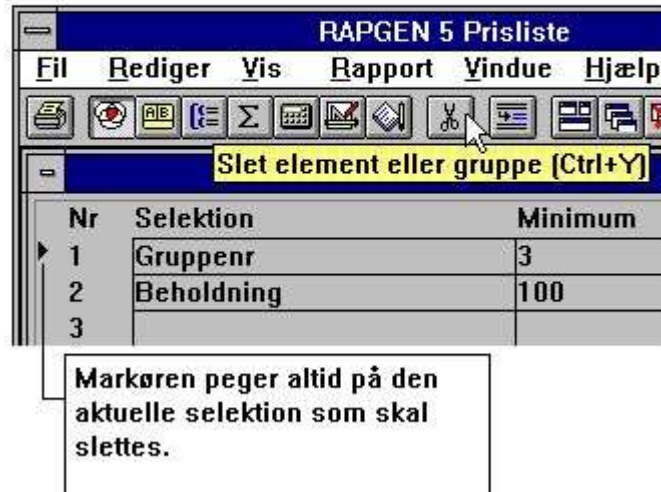 RAPGEN 5 Prisliste
Fil Rediger Vis Rapport Vindue Hjælp
Slet element eller gruppe (Ctrl+Y)
Nr Selektion Minimum
1 Gruppenr 3
2 Beholdning 100
3
Markøren peger altid på den
aktuelle selektion som skal
slettes.